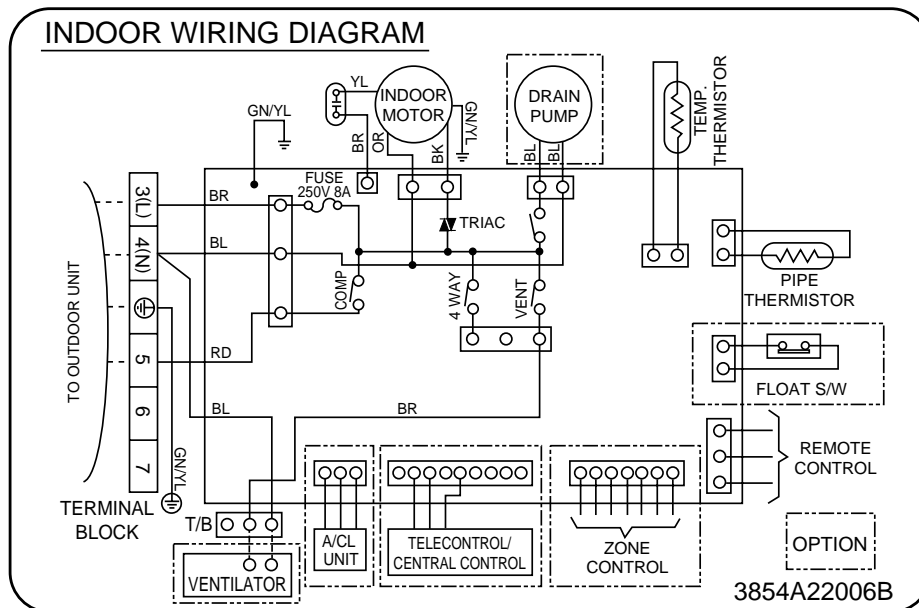 INDOOR WIRING DIAGRAM
YL
INDOOR
MOTOR
GN/YL
BR
OR
BK
DRAIN
PUMP
BL
BL
TEMP.
THERMISTOR
GN/YL
FUSE
250V 8A
TRIAC
3(L)
BR
4(N)
BL
COMP
4 WAY
VENT
PIPE
THERMISTOR
TO OUTDOOR UNIT
5
RD
6
7
BL
BR
GN/YL
FLOAT S/W
REMOTE
CONTROL
TERMINAL
BLOCK
T/B
VENTILATOR
A/CL
UNIT
TELECONTROL/
CENTRAL CONTROL
ZONE
CONTROL
OPTION
3854A22006B